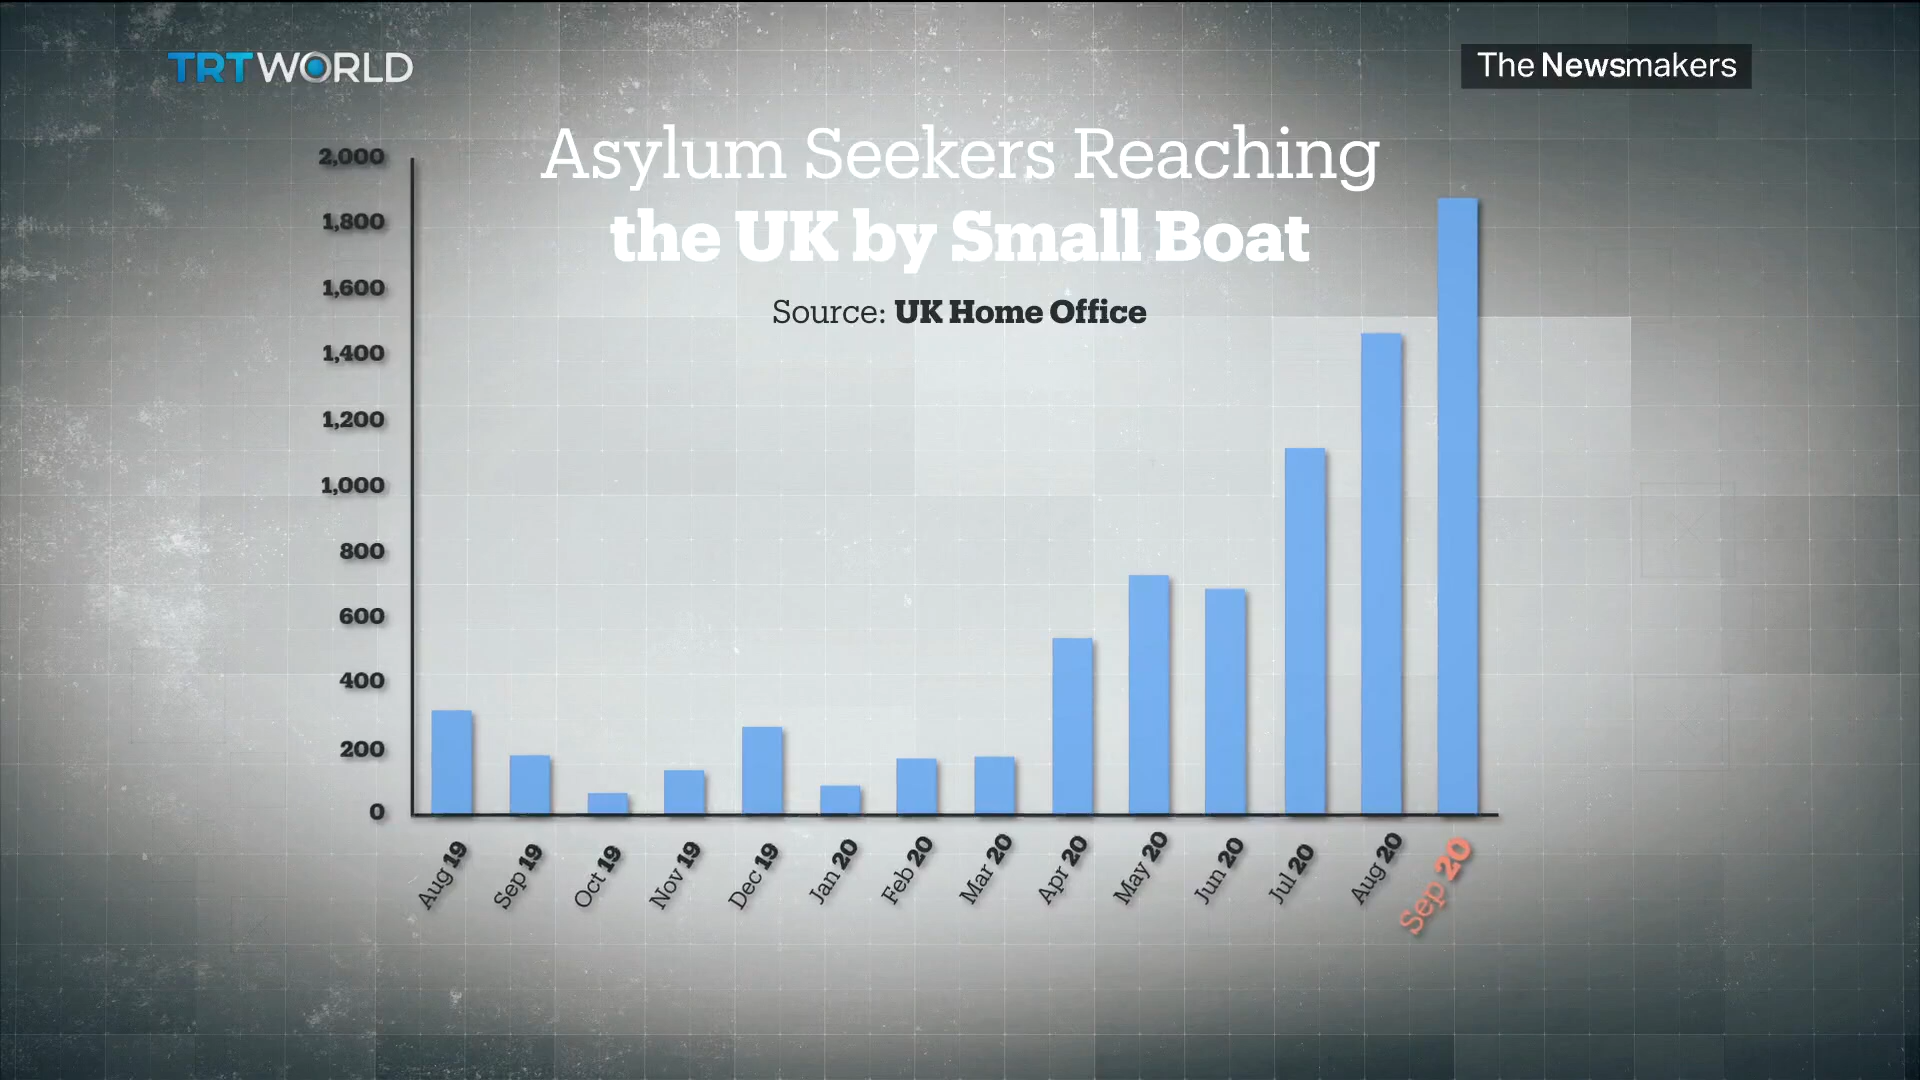 TRT WORLD
The Newsmakers
Asylum Seekers Reaching
the UK by Small Boat
Source: UK Home Office
2,000
1,800
1,600
1,400
1,200
1,000
800
600
400
200
0
Aug 19
Sep 19
Oct 19
Nov 19
Dec 19
Jan 20
Feb 20
Mar 20
Apr 20
May 20
Jun 20
Jul 20
Aug 20
Sep 20